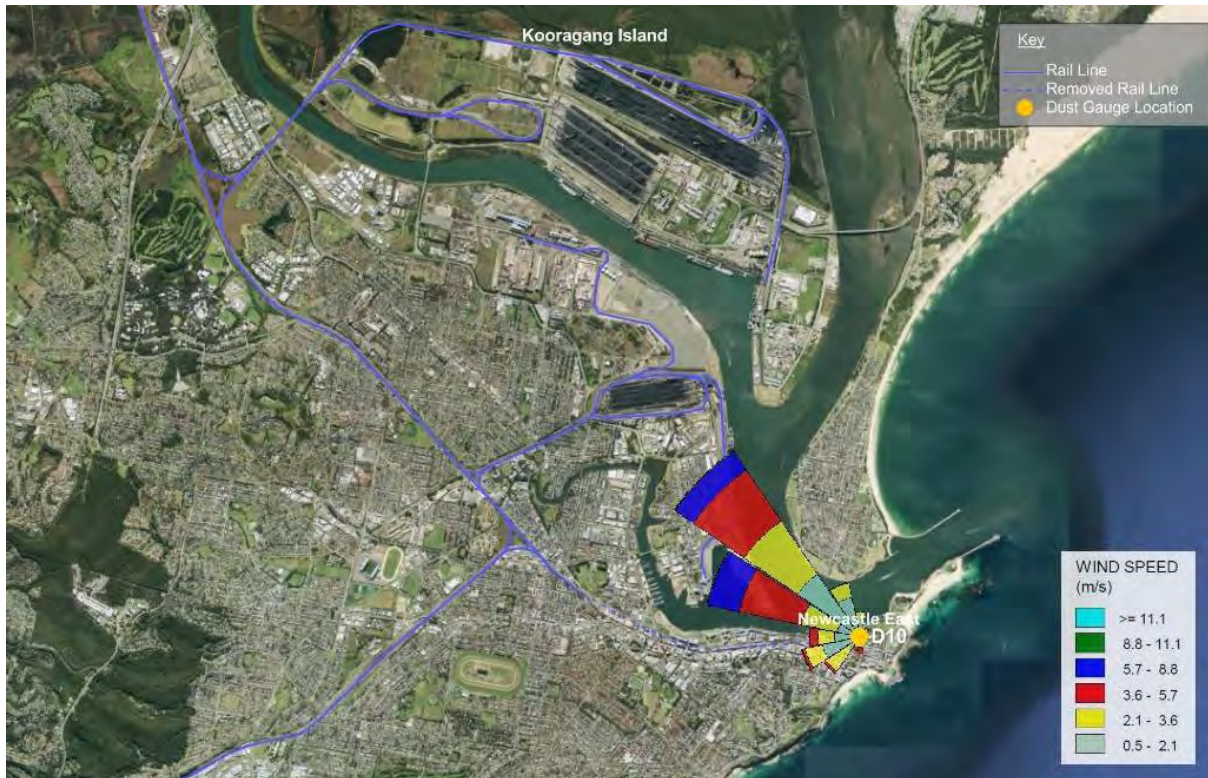 Kooragang Island
Key
Rail Line
Removed Rail Line
Dust Gauge Location
Newcastle East
D10
WIND SPEED
(m/s)
>= 11.1
8.8 - 11.1
5.7 - 8.8
3.6 - 5.7
2.1 - 3.6
0.5 - 2.1